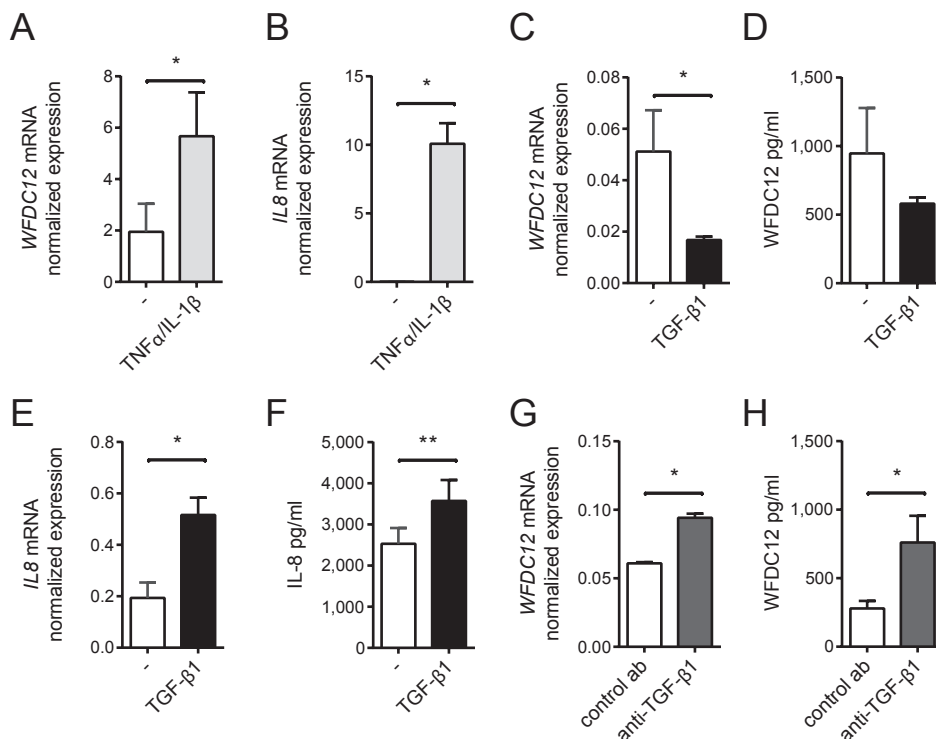 A
WFDC12 mRNA
normalized expression
8
6
4
2
0
*
-
TNFα/IL-1β
B
IL8 mRNA
normalized expression
15
10
5
0
*
-
TNFα/IL-1β
C
WFDC12 mRNA
normalized expression
0.08
0.06
0.04
0.02
0.00
*
-
TGF-β1
D
WFDC12 pg/ml
1,500
1,000
500
0
-
TGF-β1
E
IL8 mRNA
normalized expression
0.8
0.6
0.4
0.2
0.0
*
-
TGF-β1
F
IL-8 pg/ml
5,000
4,000
3,000
2,000
1,000
0
**
-
TGF-β1
G
WFDC12 mRNA
normalized expression
0.15
0.10
0.05
0.00
*
control ab
anti-TGF-β1
H
WFDC12 pg/ml
1,500
1,000
500
0
*
control ab
anti-TGF-β1